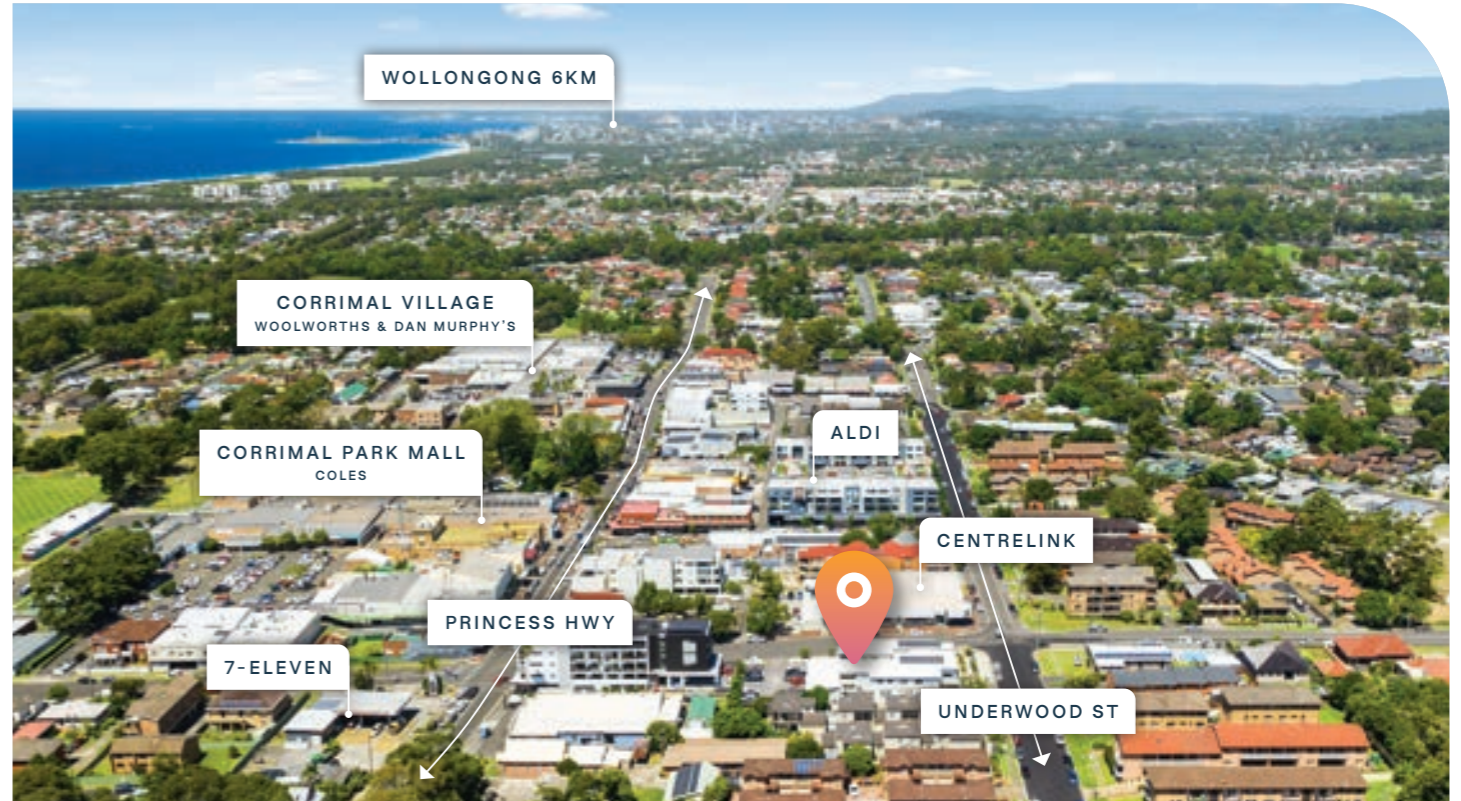 WOLLONGONG 6KM
CORRIMAL VILLAGE
WOOLWORTHS & DAN MURPHY'S
CORRIMAL PARK MALL
COLES
ALDI
CENTRELINK
PRINCESS HWY
7-ELEVEN
UNDERWOOD ST